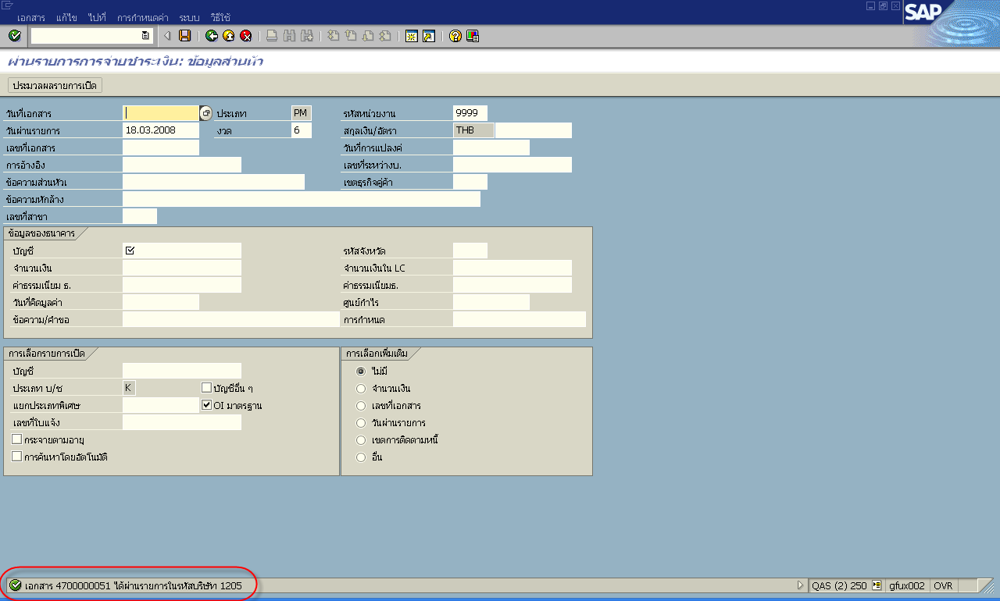 เอกสาร แก้ไข ไปที่ การกำหนดค่า ระบบ วิธีใช้
SAP
ผ่านรายการการจ่ายชำระเงิน: ข้อมูลส่วนหัว
ประมวลผลรายการเปิด
วันที่เอกสาร ประเภท PM รหัสหน่วยงาน 9999
วันผ่านรายการ 18.03.2008 งวด 6 สกุลเงิน/อัตรา THB
เลขที่เอกสาร วันที่การแปลงค่
การอ้างอิง เลขที่ระหว่างบ.
ข้อความส่วนหัวเ เขตธุรกิจคู่ค้า
ข้อความหักล้าง
เลขที่สาขา
ข้อมูลของธนาคาร
บัญชี รหัสจังหวัด
จำนวนเงิน จำนวนเงินใน LC
ค่าธรรมเนียม ธ. ค่าธรรมเนียมธ.
วันที่คิดมูลค่า ศูนย์กำไร
ข้อความ/คำขอ การกำหนด
การเลือกรายการเปิด การเลือกเพิ่มเติม
บัญชี ไม่มี
ประเภท บ/ช K บัญชีอื่น ๆ จำนวนเงิน
แยกประเภทพิเศษ OI มาตรฐาน เลขที่เอกสาร
เลขที่ใบแจ้ง วันผ่านรายการ
กระจายตามอายุ เขตการติดตามหนี้
การค้นหาโดยอัตโนมัติ อื่น
เอกสาร 4700000051 ได้ผ่านรายการในรหัสบริษัท 1205 QAS (2) 250 gfux002 OVR